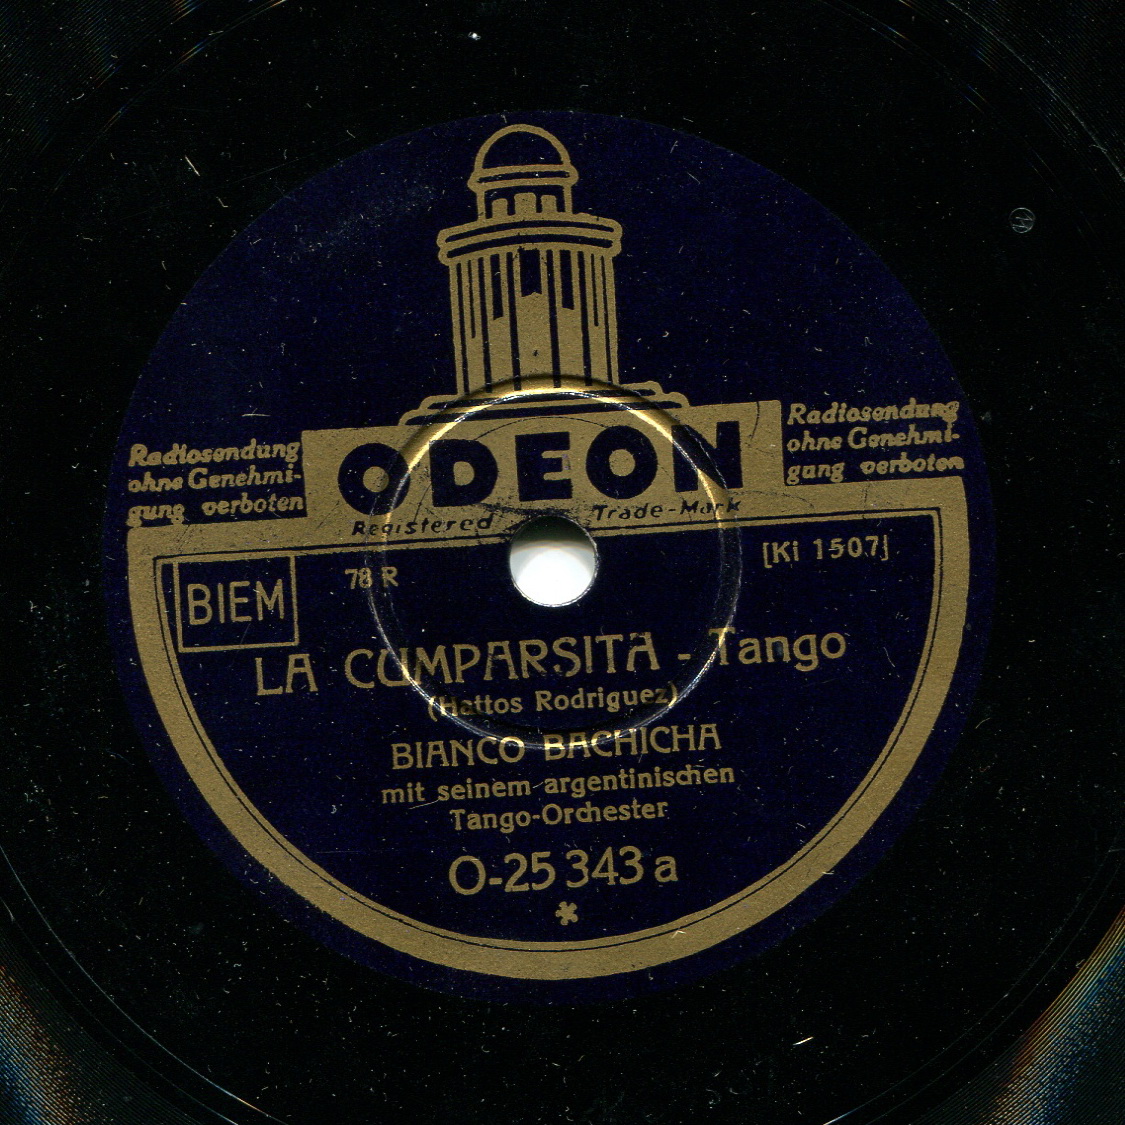 Radiosendung
ohne Genehmi-
gung verboten
ODEON
Registered Trade-Mark
Radiosendung
ohne Genehmi-
gung verboten
BIEM
78 R
[Ki 1507]
LA CUMPARSITA - Tango
(Hattos Rodriguez)
BIANCO BACHICHA
mit seinem argentinischen
Tango-Orchester
O-25 343 a
*